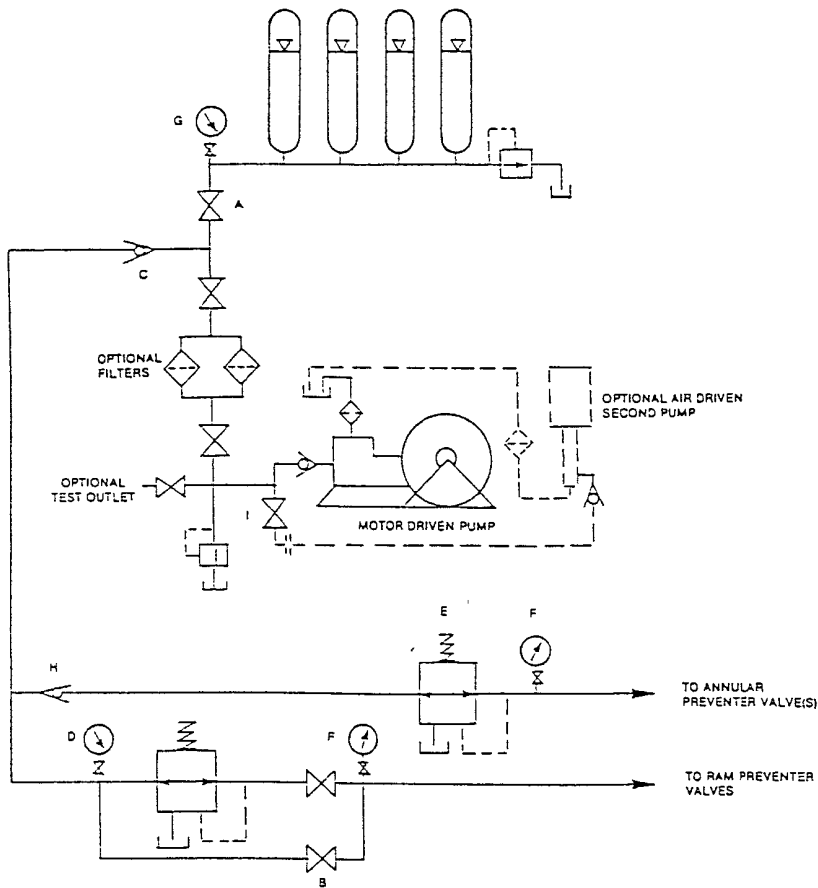 G
A
C
OPTIONAL
FILTERS
OPTIONAL AIR DRIVEN
SECOND PUMP
OPTIONAL
TEST OUTLET
I
MOTOR DRIVEN PUMP
E
F
H
TO ANNULAR
PREVENTER VALVE(S)
D
F
TO RAM PREVENTER
VALVES
B